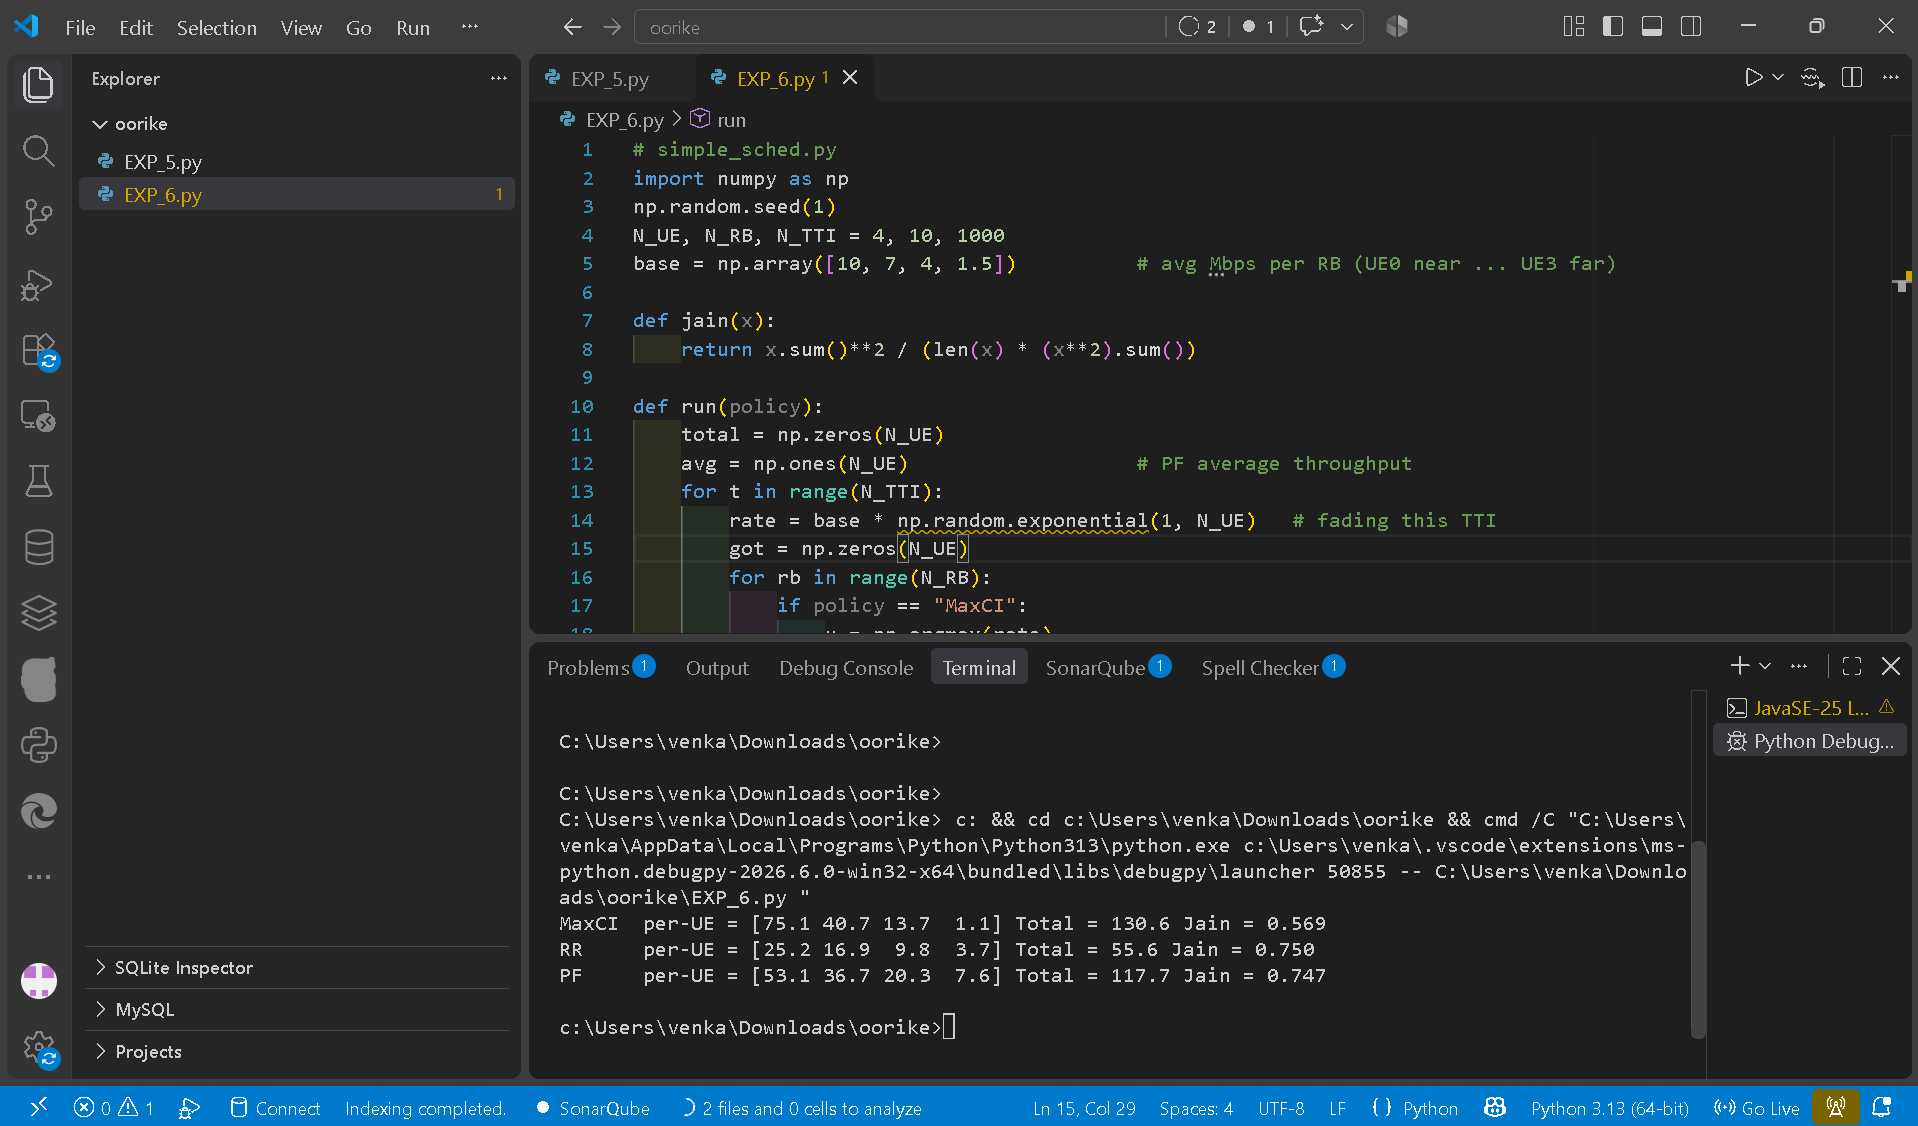 File Edit Selection View Go Run ···
oorike
2
1
Explorer
oorike
EXP_5.py
EXP_6.py 1
SQLite Inspector
MySQL
Projects
EXP_5.py
EXP_6.py 1
EXP_6.py > run
1 # simple_sched.py
2 import numpy as np
3 np.random.seed(1)
4 N_UE, N_RB, N_TTI = 4, 10, 1000
5 base = np.array([10, 7, 4, 1.5]) # avg Mbps per RB (UE0 near ... UE3 far)
6
7 def jain(x):
8 return x.sum()**2 / (len(x) * (x**2).sum())
9
10 def run(policy):
11 total = np.zeros(N_UE)
12 avg = np.ones(N_UE) # PF average throughput
13 for t in range(N_TTI):
14 rate = base * np.random.exponential(1, N_UE) # fading this TTI
15 got = np.zeros(N_UE)
16 for rb in range(N_RB):
17 if policy == "MaxCI":
Problems 1 Output Debug Console Terminal SonarQube 1 Spell Checker 1
C:\Users\venka\Downloads\oorike>
C:\Users\venka\Downloads\oorike>
C:\Users\venka\Downloads\oorike> c: && cd c:\Users\venka\Downloads\oorike && cmd /C "C:\Users\
venka\AppData\Local\Programs\Python\Python313\python.exe c:\Users\venka\.vscode\extensions\ms-
python.debugpy-2026.6.0-win32-x64\bundled\libs\debugpy\launcher 50855 -- C:\Users\venka\Downlo
ads\oorike\EXP_6.py "
MaxCI per-UE = [75.1 40.7 13.7 1.1] Total = 130.6 Jain = 0.569
RR per-UE = [25.2 16.9 9.8 3.7] Total = 55.6 Jain = 0.750
PF per-UE = [53.1 36.7 20.3 7.6] Total = 117.7 Jain = 0.747
c:\Users\venka\Downloads\oorike>
JavaSE-25 L...
Python Debug...
0 1 Connect Indexing completed. SonarQube 2 files and 0 cells to analyze Ln 15, Col 29 Spaces: 4 UTF-8 LF {} Python Python 3.13 (64-bit) Go Live